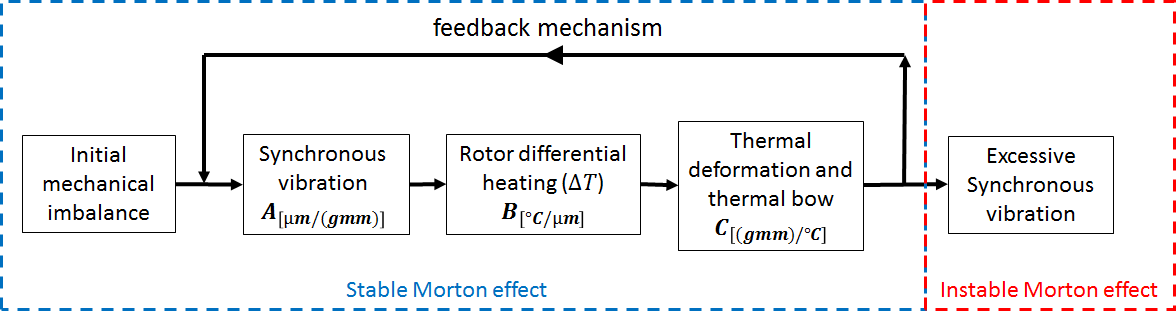 feedback mechanism
Initial
mechanical
imbalance
Synchronous
vibration
A[μm/(gmm)]
Rotor differential
heating (ΔT)
B[°C/μm]
Thermal
deformation and
thermal bow
C[(gmm)/°C]
Excessive
Synchronous
vibration
Stable Morton effect
Instable Morton effect